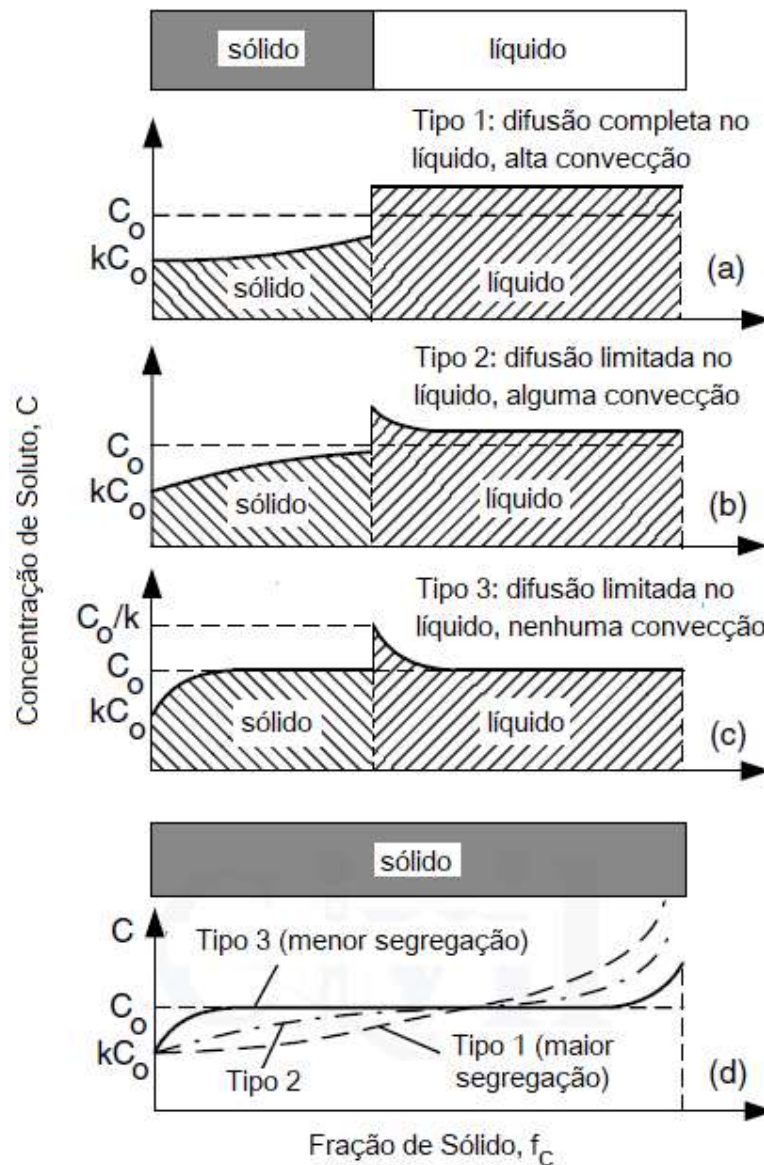 sólido
líquido
Tipo 1: difusão completa no
líquido, alta convecção
Co
kCo
sólido
líquido
(a)
Tipo 2: difusão limitada no
líquido, alguma convecção
Co
kCo
sólido
líquido
(b)
Tipo 3: difusão limitada no
líquido, nenhuma convecção
Co/k
Co
kCo
sólido
líquido
(c)
Concentração de Soluto, C
sólido
C
Tipo 3 (menor segregação)
Co
kCo
Tipo 2
Tipo 1 (maior
segregação)
(d)
Fração de Sólido, fC